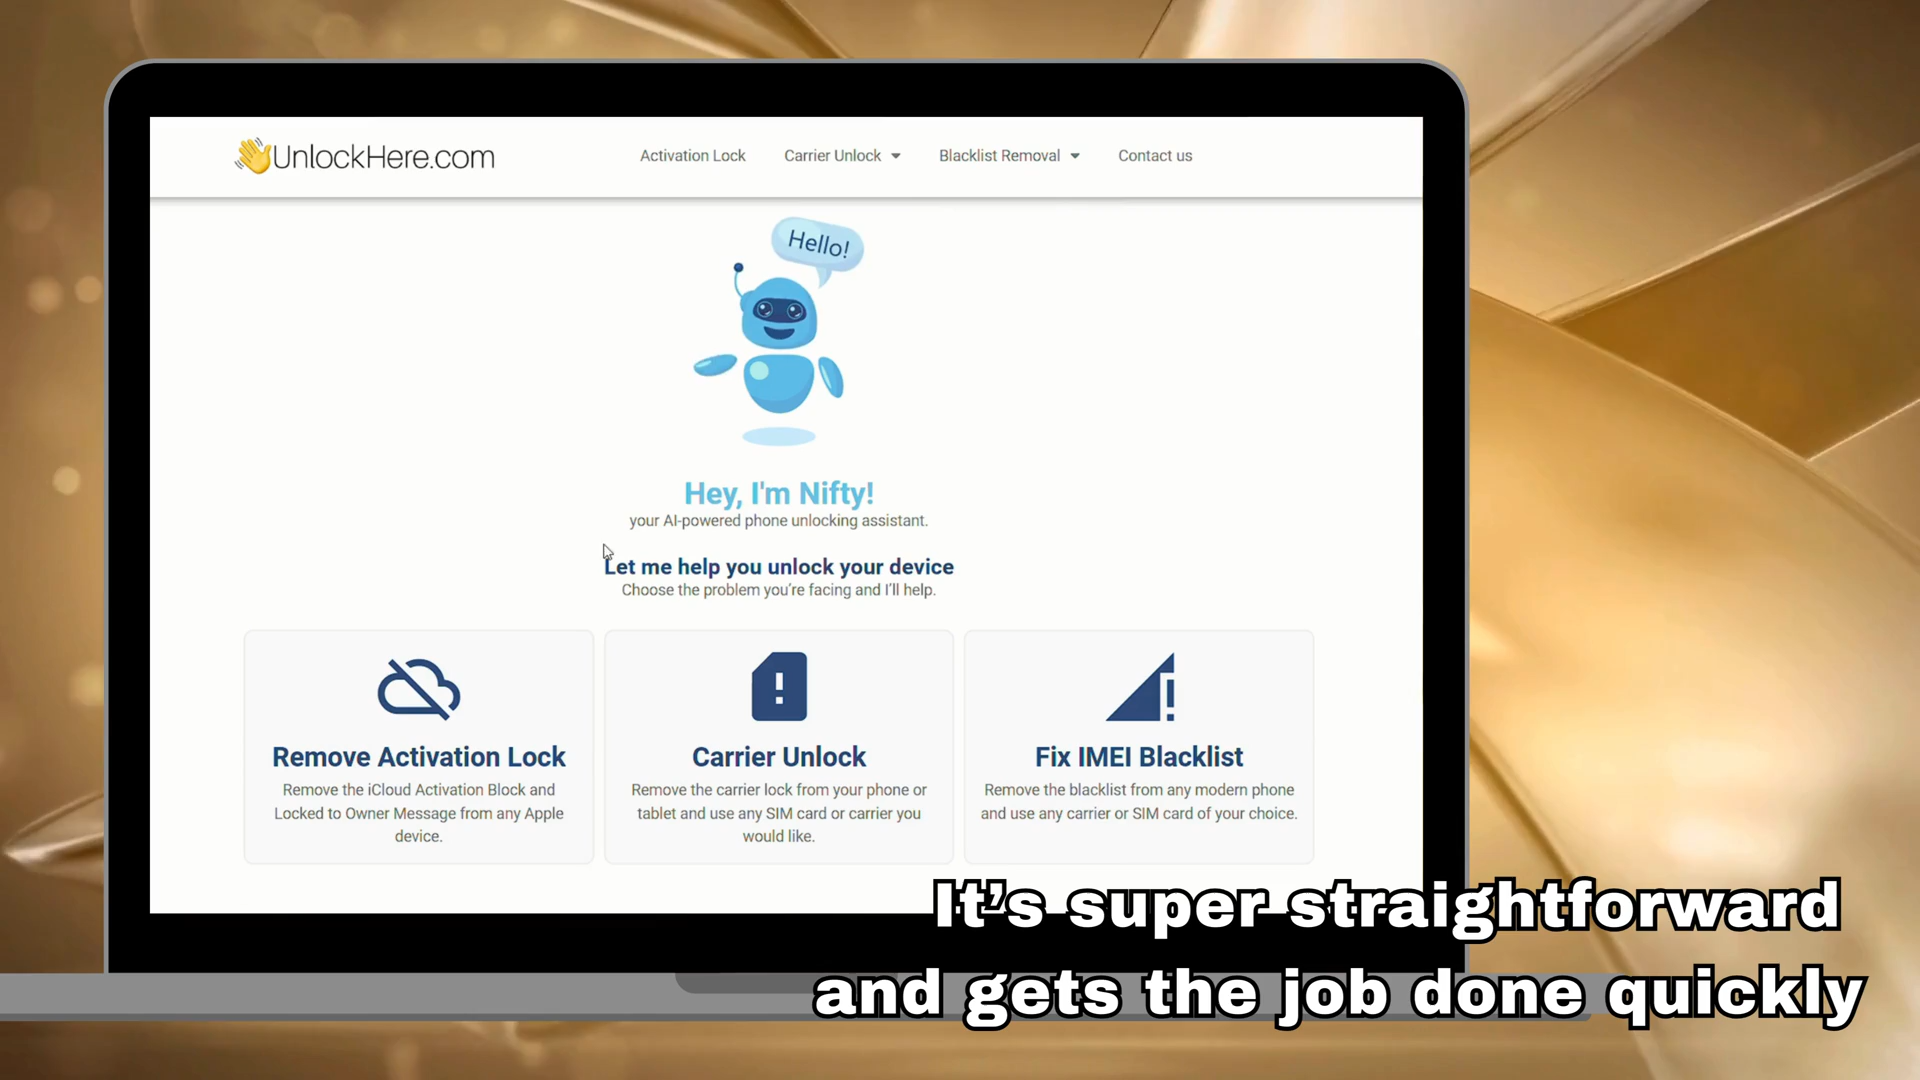 UnlockHere.com
Activation Lock
Carrier Unlock
Blacklist Removal
Contact us
Hello!
Hey, I'm Nifty!
your AI-powered phone unlocking assistant.
Let me help you unlock your device
Choose the problem you're facing and I'll help.
Remove Activation Lock
Remove the iCloud Activation Block and
Locked to Owner Message from any Apple
device.
Carrier Unlock
Remove the carrier lock from your phone or
tablet and use any SIM card or carrier you
would like.
Fix IMEI Blacklist
Remove the blacklist from any modern phone
and use any carrier or SIM card of your choice.
It's super straightforward
and gets the job done quickly